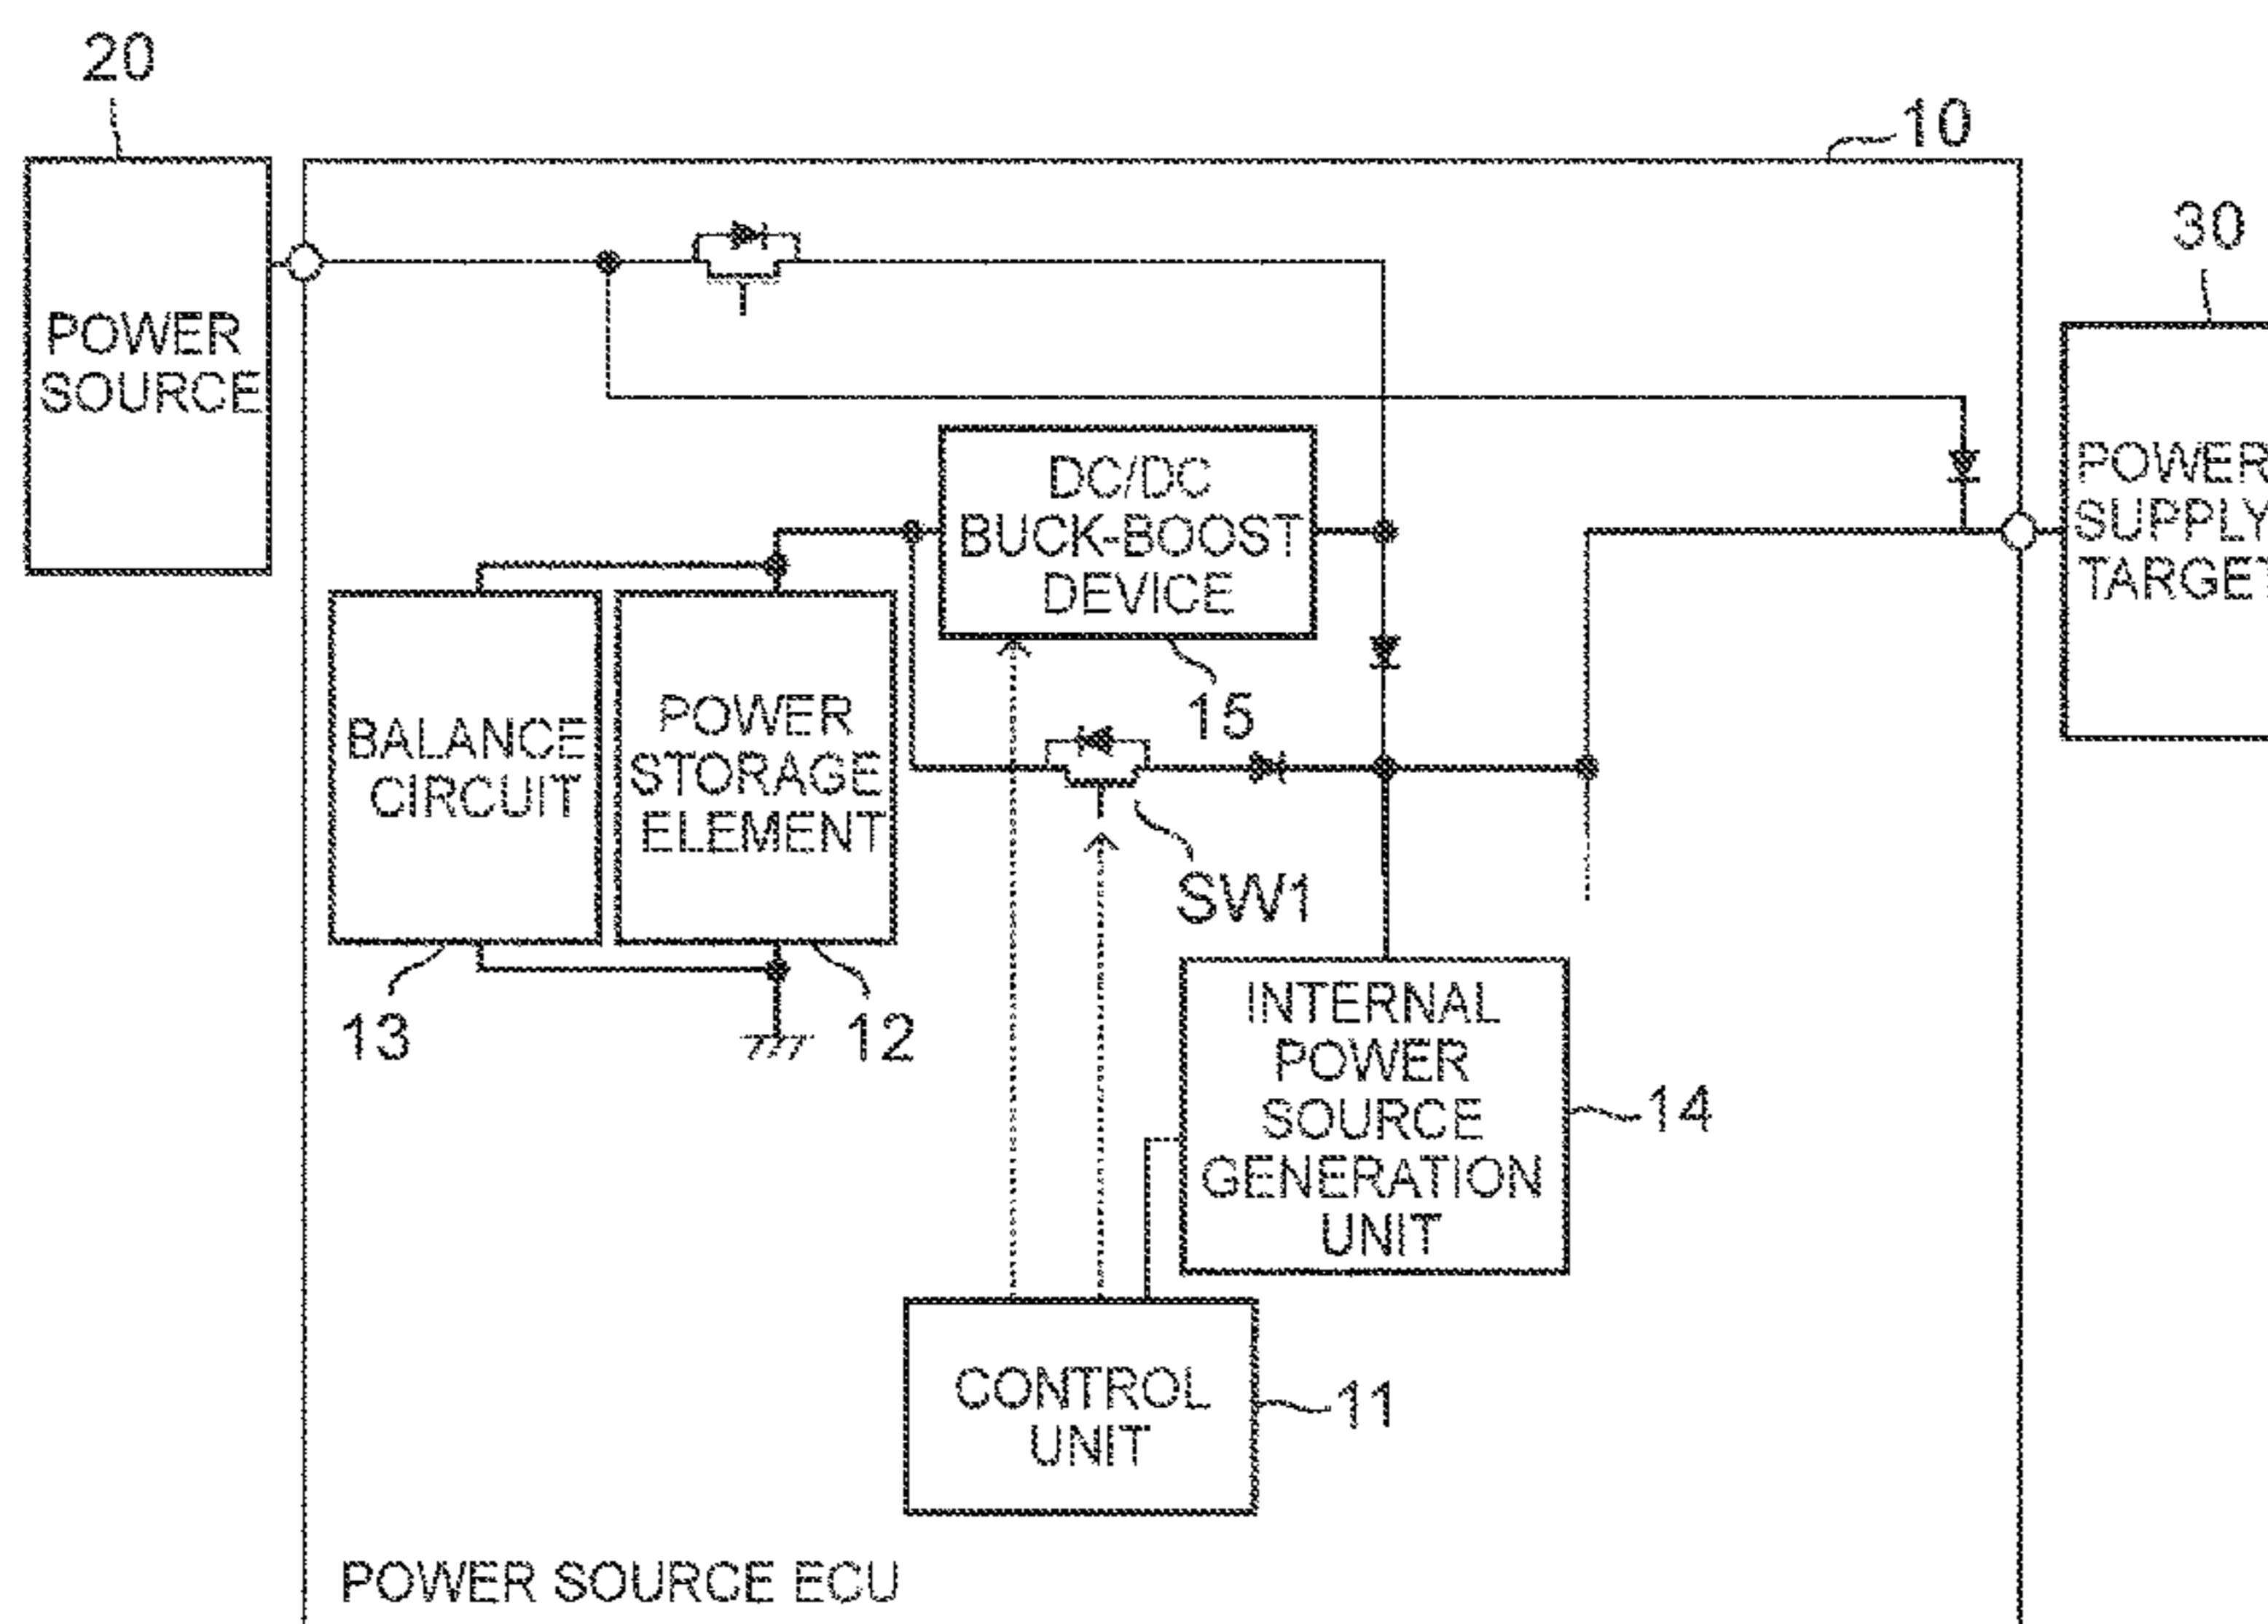 20
10
30
POWER
SOURCE
DC/DC
BUCK-BOOST
DEVICE
POWER
SUPPLY
TARGET
15
BALANCE
CIRCUIT
POWER
STORAGE
ELEMENT
SW1
13
12
INTERNAL
POWER
SOURCE
GENERATION
UNIT
14
CONTROL
UNIT
11
POWER SOURCE ECU